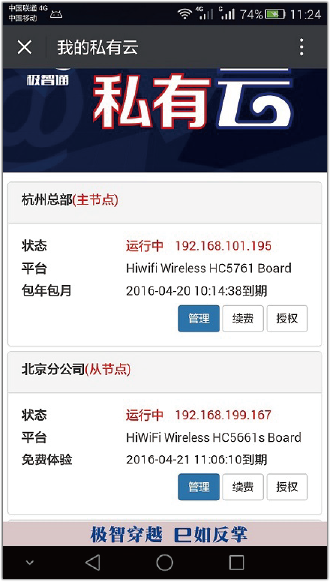 中国联通 4G
中国移动
4G
G
74%
11:24
我的私有云
极智通
私有云
杭州总部(主节点)
状态 运行中 192.168.101.195
平台 Hiwifi Wireless HC5761 Board
包年包月 2016-04-20 10:14:38到期
管理 续费 授权
北京分公司(从节点)
状态 运行中 192.168.199.167
平台 HiWiFi Wireless HC5661s Board
免费体验 2016-04-21 11:06:10到期
管理 续费 授权
极智穿越 已如反掌